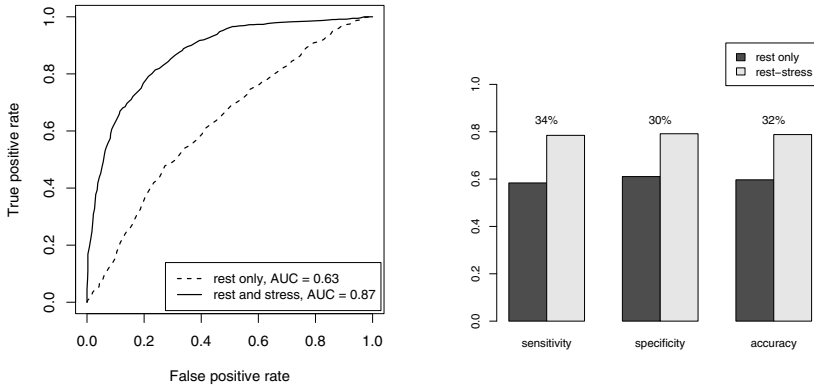 True positive rate
1.0
0.8
0.6
0.4
0.2
0.0
rest only, AUC = 0.63
rest and stress, AUC = 0.87
0.0 0.2 0.4 0.6 0.8 1.0
False positive rate
rest only
rest−stress
1.0
0.8
0.6
0.4
0.2
0.0
34% 30% 32%
sensitivity specificity accuracy